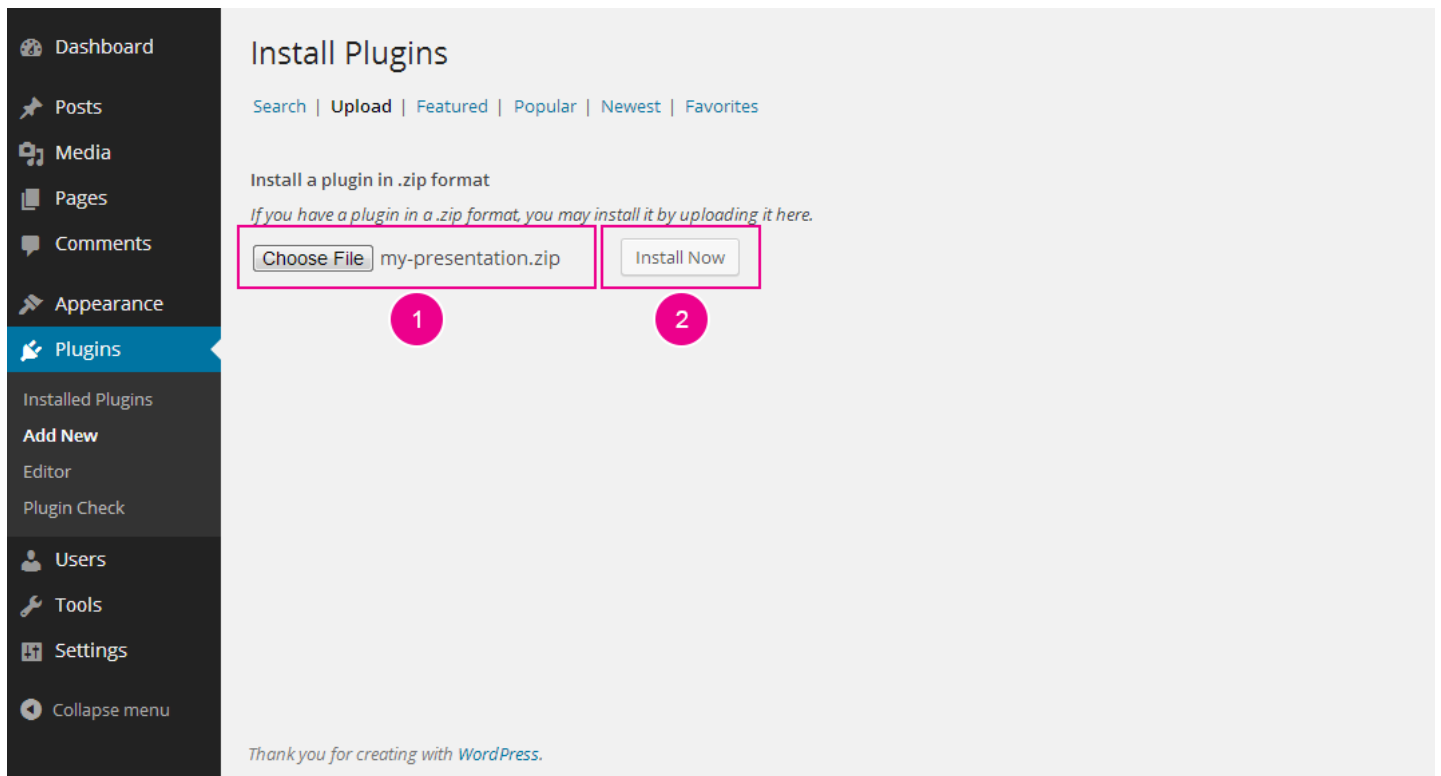 Dashboard
Posts
Media
Pages
Comments
Appearance
Plugins
Installed Plugins
Add New
Editor
Plugin Check
Users
Tools
Settings
Collapse menu
Install Plugins
Search | Upload | Featured | Popular | Newest | Favorites
Install a plugin in .zip format
If you have a plugin in a .zip format, you may install it by uploading it here.
Choose File my-presentation.zip Install Now
1 2
Thank you for creating with WordPress.